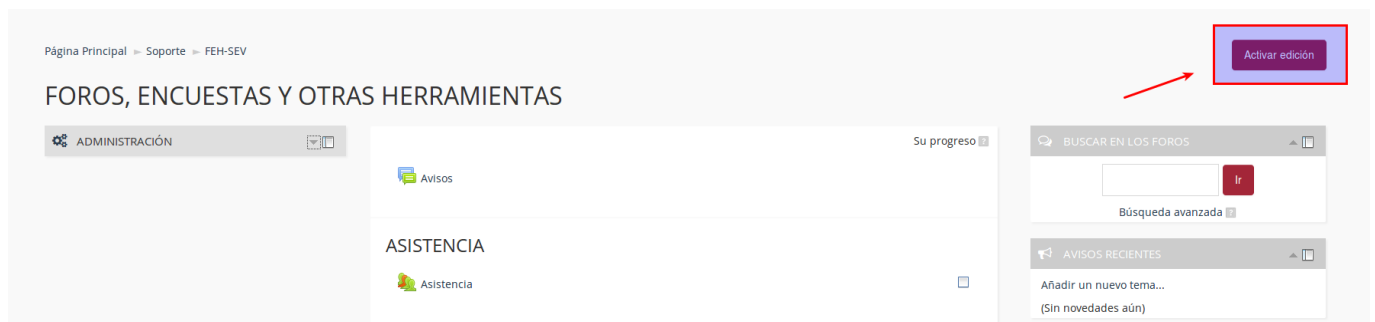 Página Principal ► Soporte ► FEH-SEV
Activar edición
FOROS, ENCUESTAS Y OTRAS HERRAMIENTAS
ADMINISTRACIÓN
Su progreso ?
Avisos
ASISTENCIA
Asistencia
BUSCAR EN LOS FOROS
Ir
Búsqueda avanzada ?
AVISOS RECIENTES
Añadir un nuevo tema...
(Sin novedades aún)